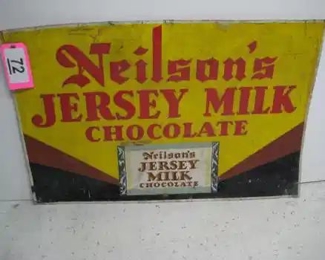 72
Neilson's
JERSEY MILK
CHOCOLATE
Neilson's
JERSEY
MILK
CHOCOLATE